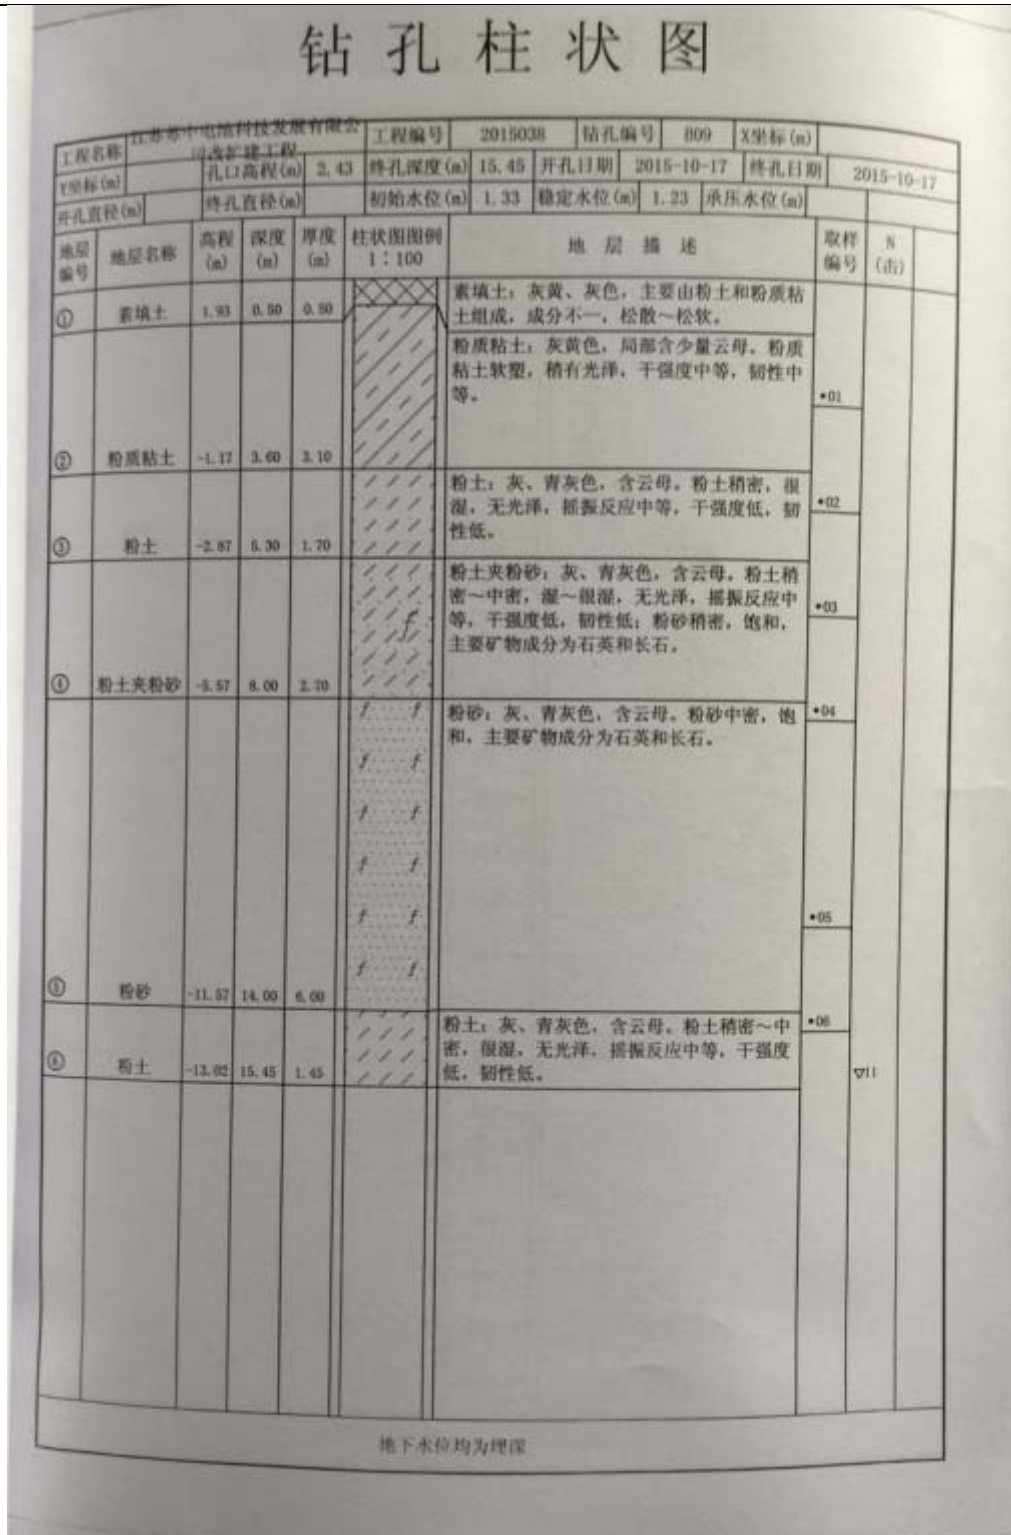 钻孔柱状图
工程名称 江苏苏中电池科技发展有限公司改扩建工程 工程编号 2015038 钻孔编号 B09 X坐标(m)
Y坐标(m) 孔口高程(m) 2.43 终孔深度(m) 15.45 开孔日期 2015-10-17 终孔日期 2015-10-17
开孔直径(m) 终孔直径(m) 初始水位(m) 1.33 稳定水位(m) 1.23 承压水位(m)
地层编号 地层名称 高程(m) 深度(m) 厚度(m) 柱状图图例 1:100 地层描述 取样编号 N(击)
① 素填土 1.93 0.50 0.50
素填土：灰黄、灰色，主要由粉土和粉质粘
土组成，成分不一，松散～松软。
粉质粘土：灰黄色，局部含少量云母。粉质
粘土软塑，稍有光泽，干强度中等，韧性中
等。
•01
② 粉质粘土 -1.17 3.60 3.10
粉土：灰、青灰色，含云母。粉土稍密，很
湿，无光泽，摇振反应中等，干强度低，韧
性低。
•02
③ 粉土 -2.87 5.30 1.70
粉土夹粉砂：灰、青灰色，含云母。粉土稍
密～中密，湿～很湿，无光泽，摇振反应中
等，干强度低，韧性低；粉砂稍密，饱和，
主要矿物成分为石英和长石。
•03
f
④ 粉土夹粉砂 -5.57 8.00 2.70
粉砂：灰、青灰色，含云母。粉砂中密，饱
和，主要矿物成分为石英和长石。
•04
f f
f f
f f
f f
f f
•05
f f
⑤ 粉砂 -11.57 14.00 6.00
粉土：灰、青灰色，含云母。粉土稍密～中
密，很湿，无光泽，摇振反应中等，干强度
低，韧性低。
•06
⑥ 粉土 -13.02 15.45 1.45
▽11
地下水位均为埋深